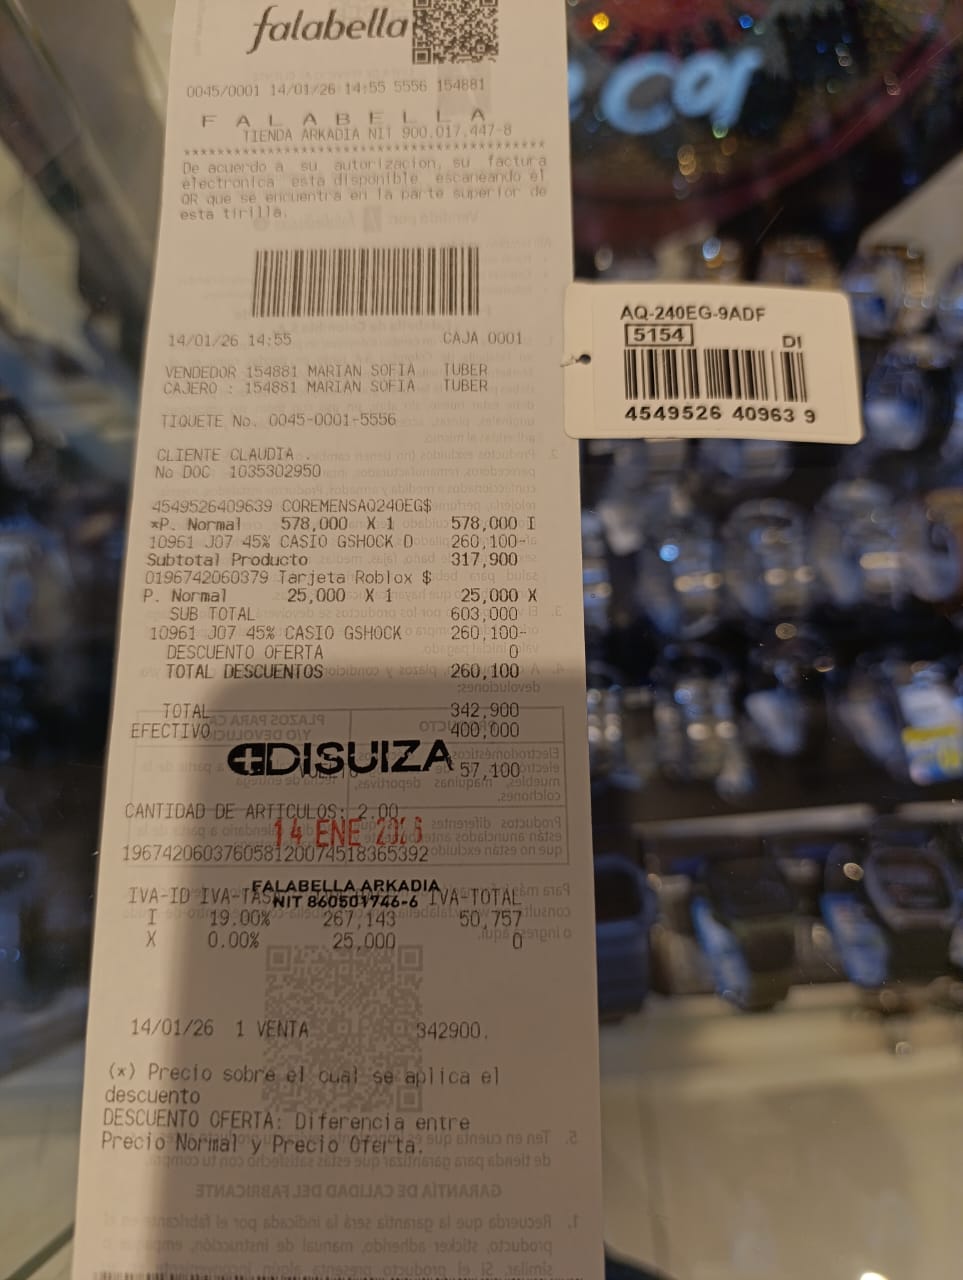 falabella
0045/0001 14/01/26 14:55 5556 154881
F A L A B E L L A
TIENDA ARKADIA NIT 900.017.447-8
************************************************
De acuerdo a su autorizacion, su factura
electronica esta disponible escaneando el
QR que se encuentra en la parte superior de
esta tirilla.
14/01/26 14:55 CAJA 0001
VENDEDOR 154881 MARIAN SOFIA TUBER
CAJERO : 154881 MARIAN SOFIA TUBER
TIQUETE No. 0045-0001-5556
CLIENTE CLAUDIA .
No DOC 1035302950
4549526409639 COREMENSAQ240EG$
*P. Normal 578,000 X 1 578,000 I
10961 J07 45% CASIO GSHOCK D 260,100-
Subtotal Producto 317,900
0196742060379 Tarjeta Roblox $
P. Normal 25,000 X 1 25,000 X
SUB TOTAL 603,000
10961 J07 45% CASIO GSHOCK 260,100-
DESCUENTO OFERTA 0
TOTAL DESCUENTOS 260,100
TOTAL 342,900
EFECTIVO 400,000
DISUIZA
57,100
CANTIDAD DE ARTICULOS: 2.00
14 ENE 2026
196742060376058120074518365392
FALABELLA ARKADIA
NIT 860501746-6
IVA-ID IVA-TAS IVA-TOTAL
I 19.00% 267,143 50,757
X 0.00% 25,000 0
14/01/26 1 VENTA 342900.
(*) Precio sobre el cual se aplica el
descuento
DESCUENTO OFERTA: Diferencia entre
Precio Normal y Precio Oferta.
AQ-240EG-9ADF
5154 DI
4549526 40963 9